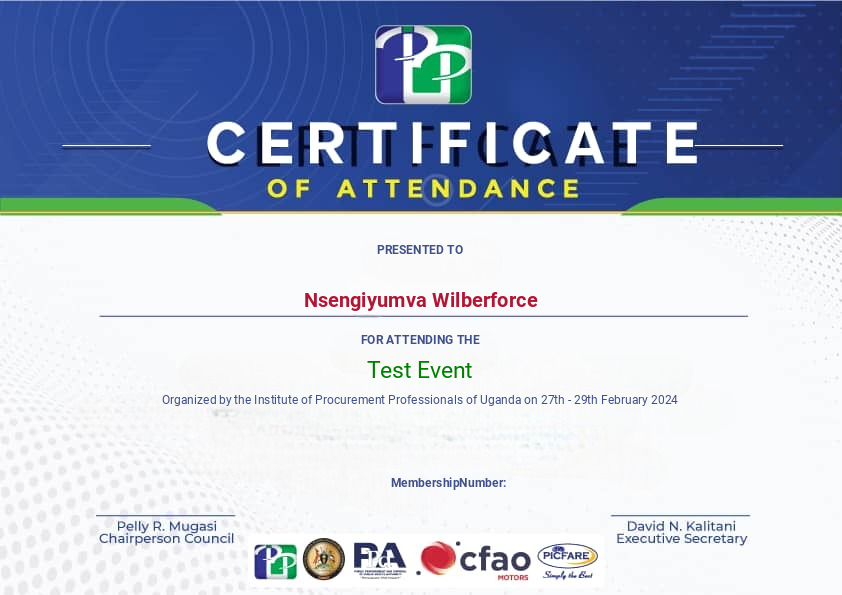 CERTIFICATE
OF ATTENDANCE
PRESENTED TO
Nsengiyumva Wilberforce
FOR ATTENDING THE
Test Event
Organized by the Institute of Procurement Professionals of Uganda on 27th - 29th February 2024
MembershipNumber:
Pelly R. Mugasi
Chairperson Council
David N. Kalitani
Executive Secretary
cfao
MOTORS
PICFARE
Simply the Best